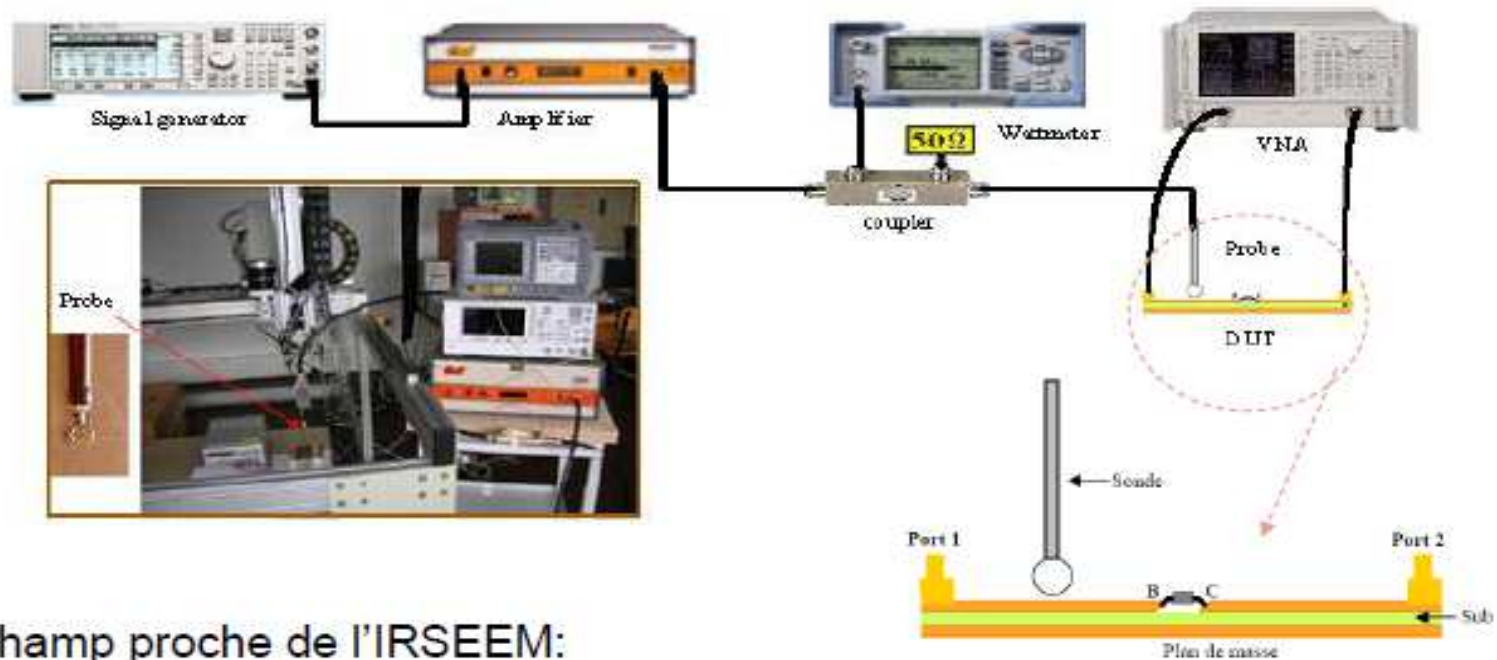 Signal generator
Amplifier
Wattmeter
VNA
50Ω
coupler
Probe
DUT
Probe
Sonde
Port 1
Port 2
B
C
Sub
Plan de masse
hamp proche de l'IRSEEM: